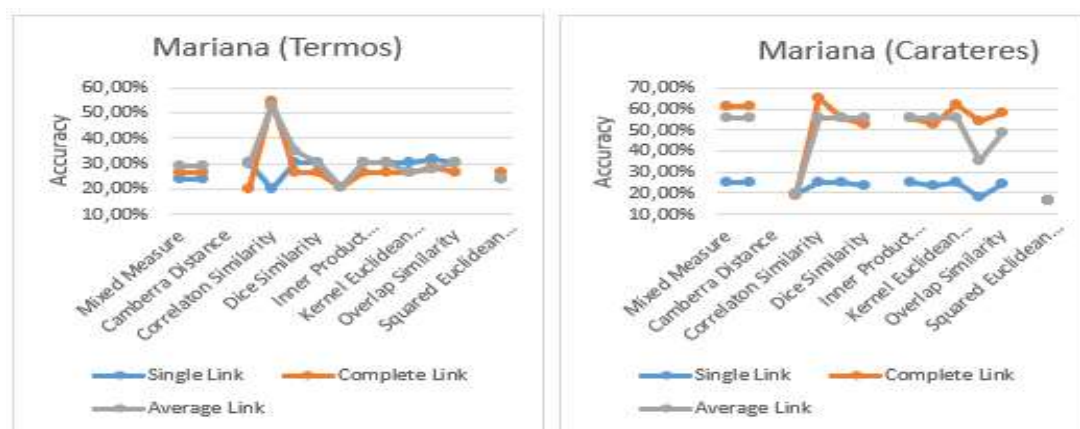 Mariana (Termos)
60,00%
50,00%
40,00%
30,00%
20,00%
10,00%
Accuracy
Mixed Measure
Camberra Distance
Correlaton Similarity
Dice Similarity
Inner Product...
Kernel Euclidean...
Overlap Similarity
Squared Euclidean...
Single Link
Complete Link
Average Link
Mariana (Carateres)
70,00%
60,00%
50,00%
40,00%
30,00%
20,00%
10,00%
Accuracy
Mixed Measure
Camberra Distance
Correlaton Similarity
Dice Similarity
Inner Product...
Kernel Euclidean...
Overlap Similarity
Squared Euclidean...
Single Link
Complete Link
Average Link